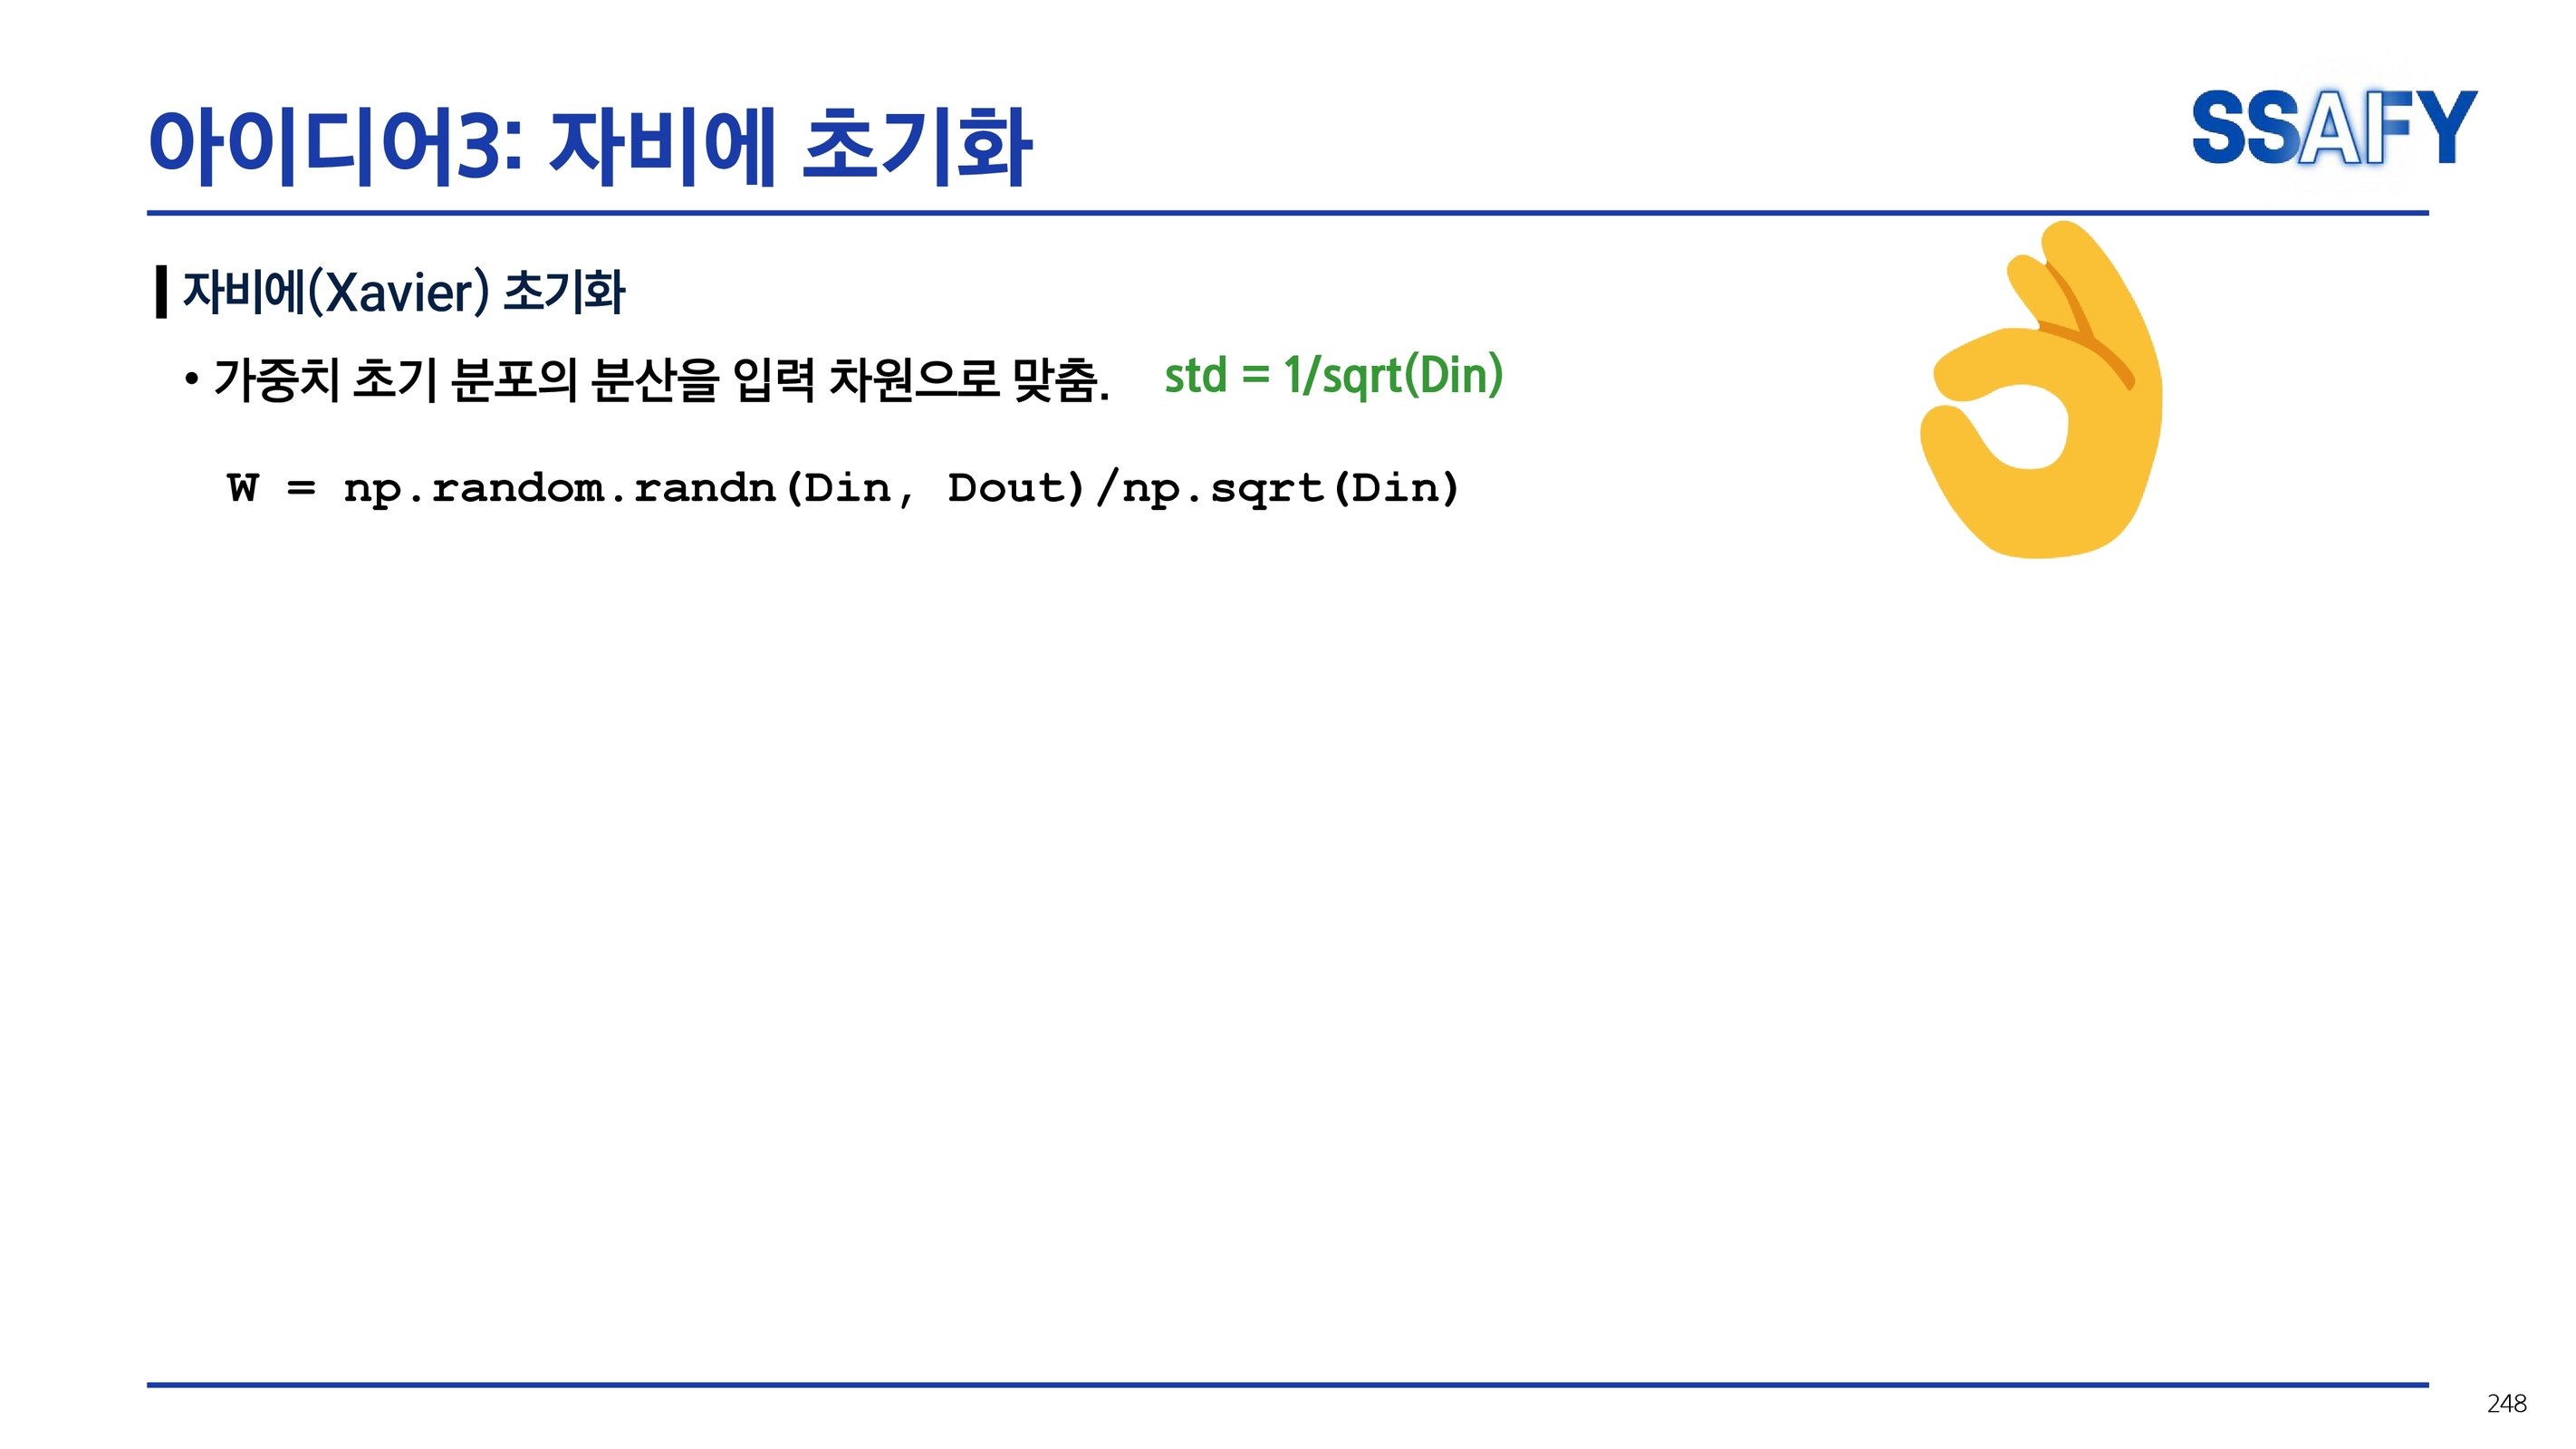 아이디어3: 자비에 초기화
SSAFY
자비에(Xavier) 초기화
• 가중치 초기 분포의 분산을 입력 차원으로 맞춤. std = 1/sqrt(Din)
W = np.random.randn(Din, Dout)/np.sqrt(Din)
248